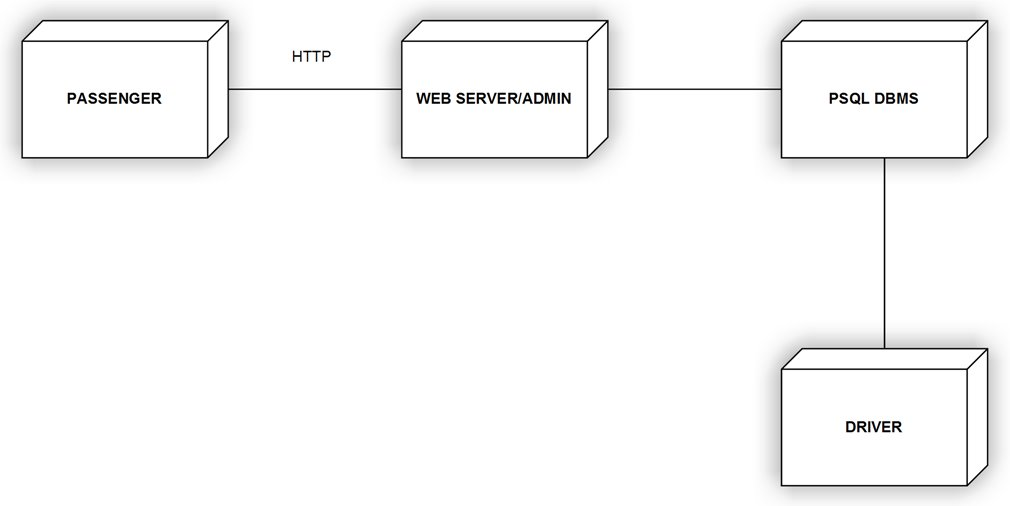 HTTP
PASSENGER
WEB SERVER/ADMIN
PSQL DBMS
DRIVER